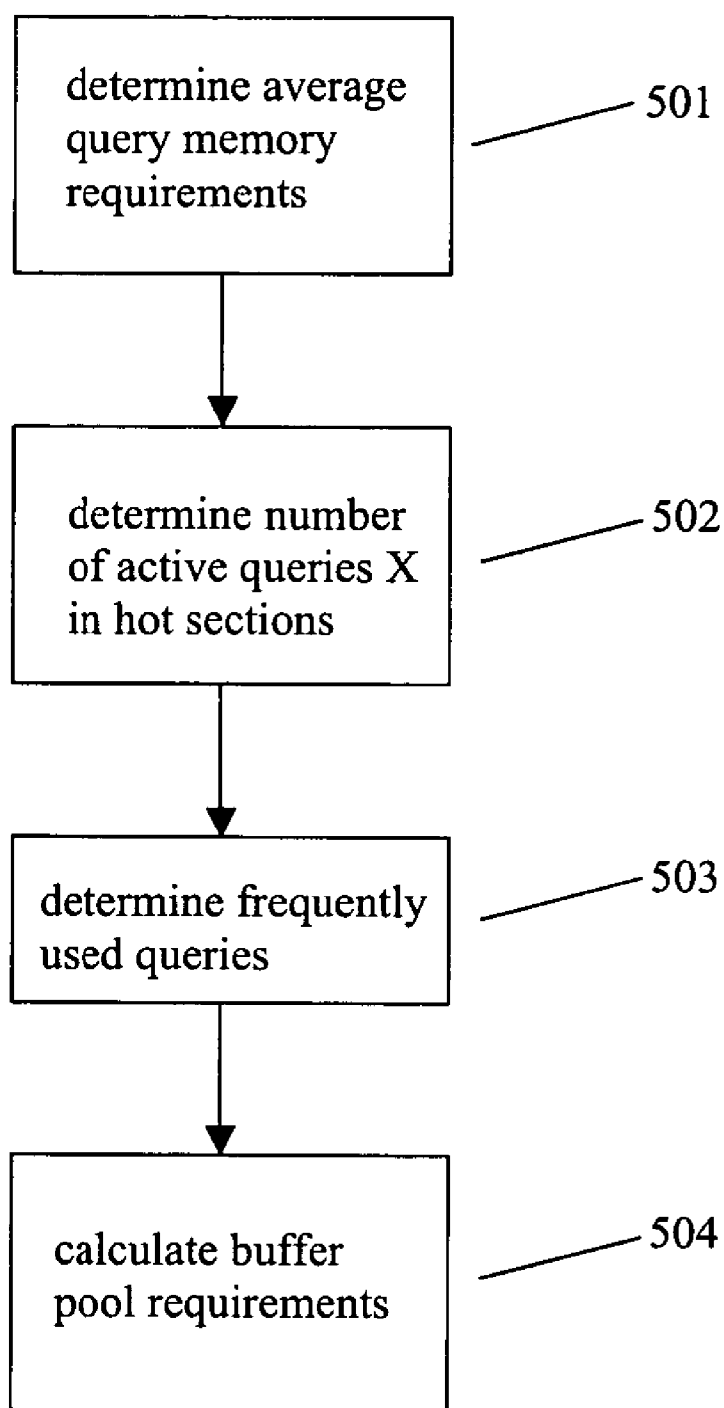 determine average
query memory
requirements
501
determine number
of active queries X
in hot sections
502
determine frequently
used queries
503
calculate buffer
pool requirements
504